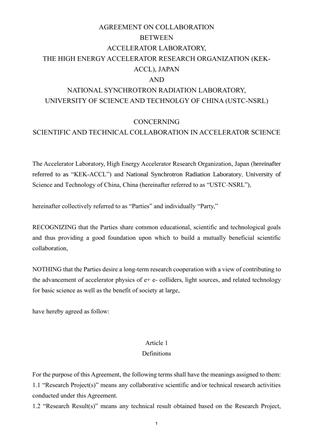 AGREEMENT ON COLLABORATION
BETWEEN
ACCELERATOR LABORATORY,
THE HIGH ENERGY ACCELERATOR RESEARCH ORGANIZATION (KEK-
ACCL), JAPAN
AND
NATIONAL SYNCHROTRON RADIATION LABORATORY,
UNIVERSITY OF SCIENCE AND TECHNOLGY OF CHINA (USTC-NSRL)
CONCERNING
SCIENTIFIC AND TECHNICAL COLLABORATION IN ACCELERATOR SCIENCE
The Accelerator Laboratory, High Energy Accelerator Research Organization, Japan (hereinafter
referred to as "KEK-ACCL") and National Synchrotron Radiation Laboratory, University of
Science and Technology of China, China (hereinafter referred to as "USTC-NSRL"),
hereinafter collectively referred to as "Parties" and individually "Party,"
RECOGNIZING that the Parties share common educational, scientific and technological goals
and thus providing a good foundation upon which to build a mutually beneficial scientific
collaboration,
NOTHING that the Parties desire a long-term research cooperation with a view of contributing to
the advancement of accelerator physics of e+ e- colliders, light sources, and related technology
for basic science as well as the benefit of society at large,
have hereby agreed as follow:
Article 1
Definitions
For the purpose of this Agreement, the following terms shall have the meanings assigned to them:
1.1 "Research Project(s)" means any collaborative scientific and/or technical research activities
conducted under this Agreement.
1.2 "Research Result(s)" means any technical result obtained based on the Research Project,
1